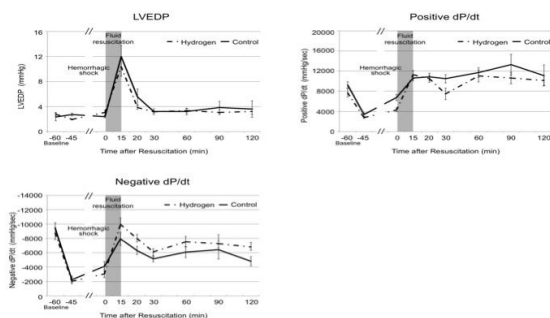 LVEDP
16
12
8
4
0
LVEDP
(mmHg)
Fluid
resuscitation
Hemorrhagic
shock
Hydrogen
Control
-60 -45 0 15 20 30 60 90 120
Baseline
Time after Resuscitation (min)
Positive dP/dt
20000
16000
12000
8000
4000
0
Positive dP/dt (mmHg/sec)
Fluid
resuscitation
Hemorrhagic
shock
Hydrogen
Control
-60 -45 0 15 20 30 60 90 120
Baseline
Time after Resuscitation (min)
Negative dP/dt
-14000
-12000
-10000
-8000
-6000
-4000
-2000
0
Negative dP/dt (mmHg/sec)
Fluid
resuscitation
Hemorrhagic
shock
Hydrogen
Control
-60 -45 0 15 20 30 60 90 120
Baseline
Time after Resuscitation (min)